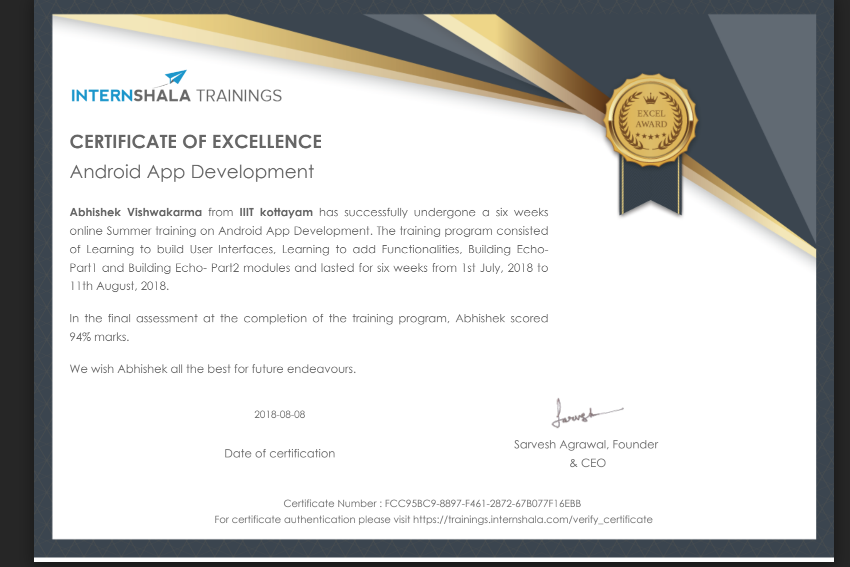 INTERNSHALA TRAININGS
EXCEL
AWARD
CERTIFICATE OF EXCELLENCE
Android App Development
Abhishek Vishwakarma from IIIT kottayam has successfully undergone a six weeks
online Summer training on Android App Development. The training program consisted
of Learning to build User Interfaces, Learning to add Functionalities, Building Echo-
Part1 and Building Echo- Part2 modules and lasted for six weeks from 1st July, 2018 to
11th August, 2018.
In the final assessment at the completion of the training program, Abhishek scored
94% marks.
We wish Abhishek all the best for future endeavours.
2018-08-08
Date of certification
Sarvesh
Sarvesh Agrawal, Founder
& CEO
Certificate Number : FCC95BC9-8897-F461-2872-67B077F16EBB
For certificate authentication please visit https://trainings.internshala.com/verify_certificate